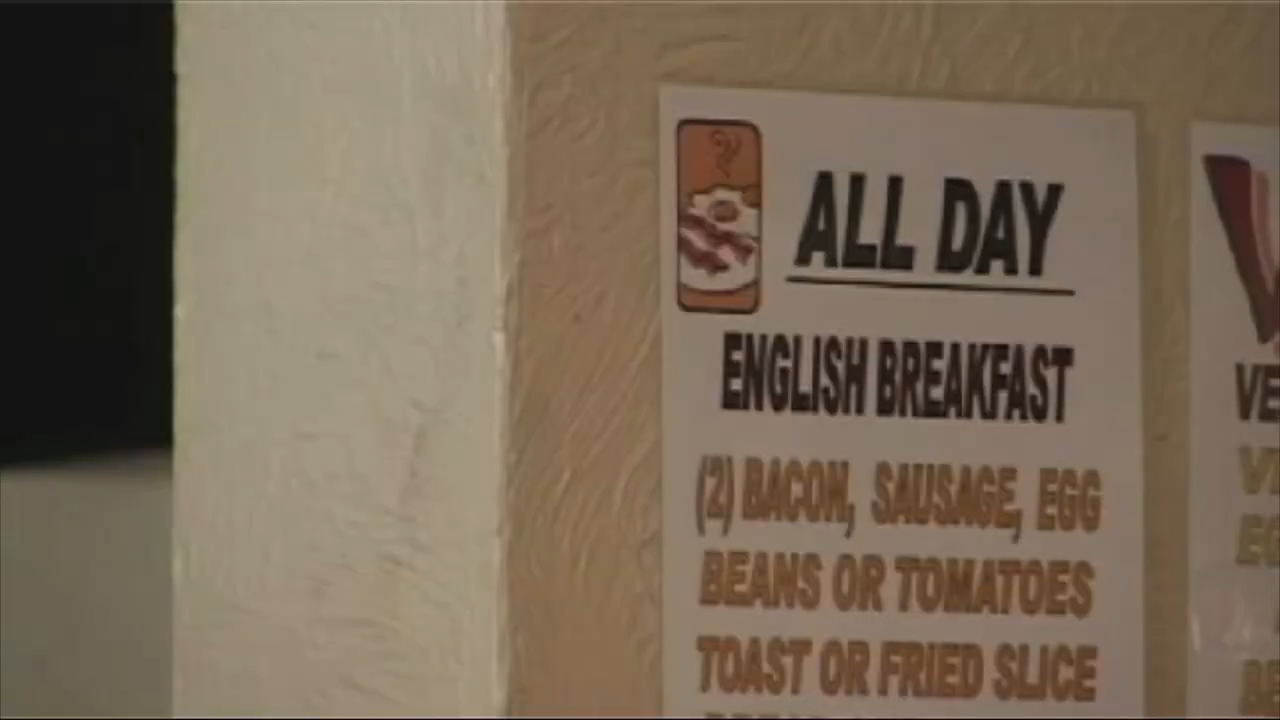 ALL DAY
ENGLISH BREAKFAST
(2) BACON, SAUSAGE, EGG
BEANS OR TOMATOES
TOAST OR FRIED SLICE